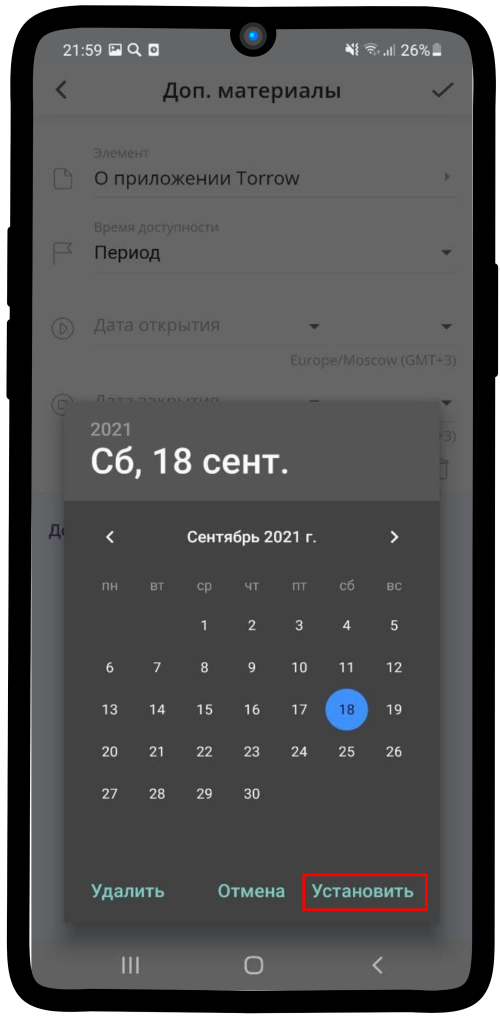 21:59 26%
Доп. материалы
Элемент
О приложении Torrow
Время доступности
Период
Дата открытия
Europe/Moscow (GMT+3)
Дата закрытия
+3)
2021
Сб, 18 сент.
До
Сентябрь 2021 г.
пн вт ср чт пт сб вс
1 2 3 4 5
6 7 8 9 10 11 12
13 14 15 16 17 18 19
20 21 22 23 24 25 26
27 28 29 30
Удалить Отмена Установить